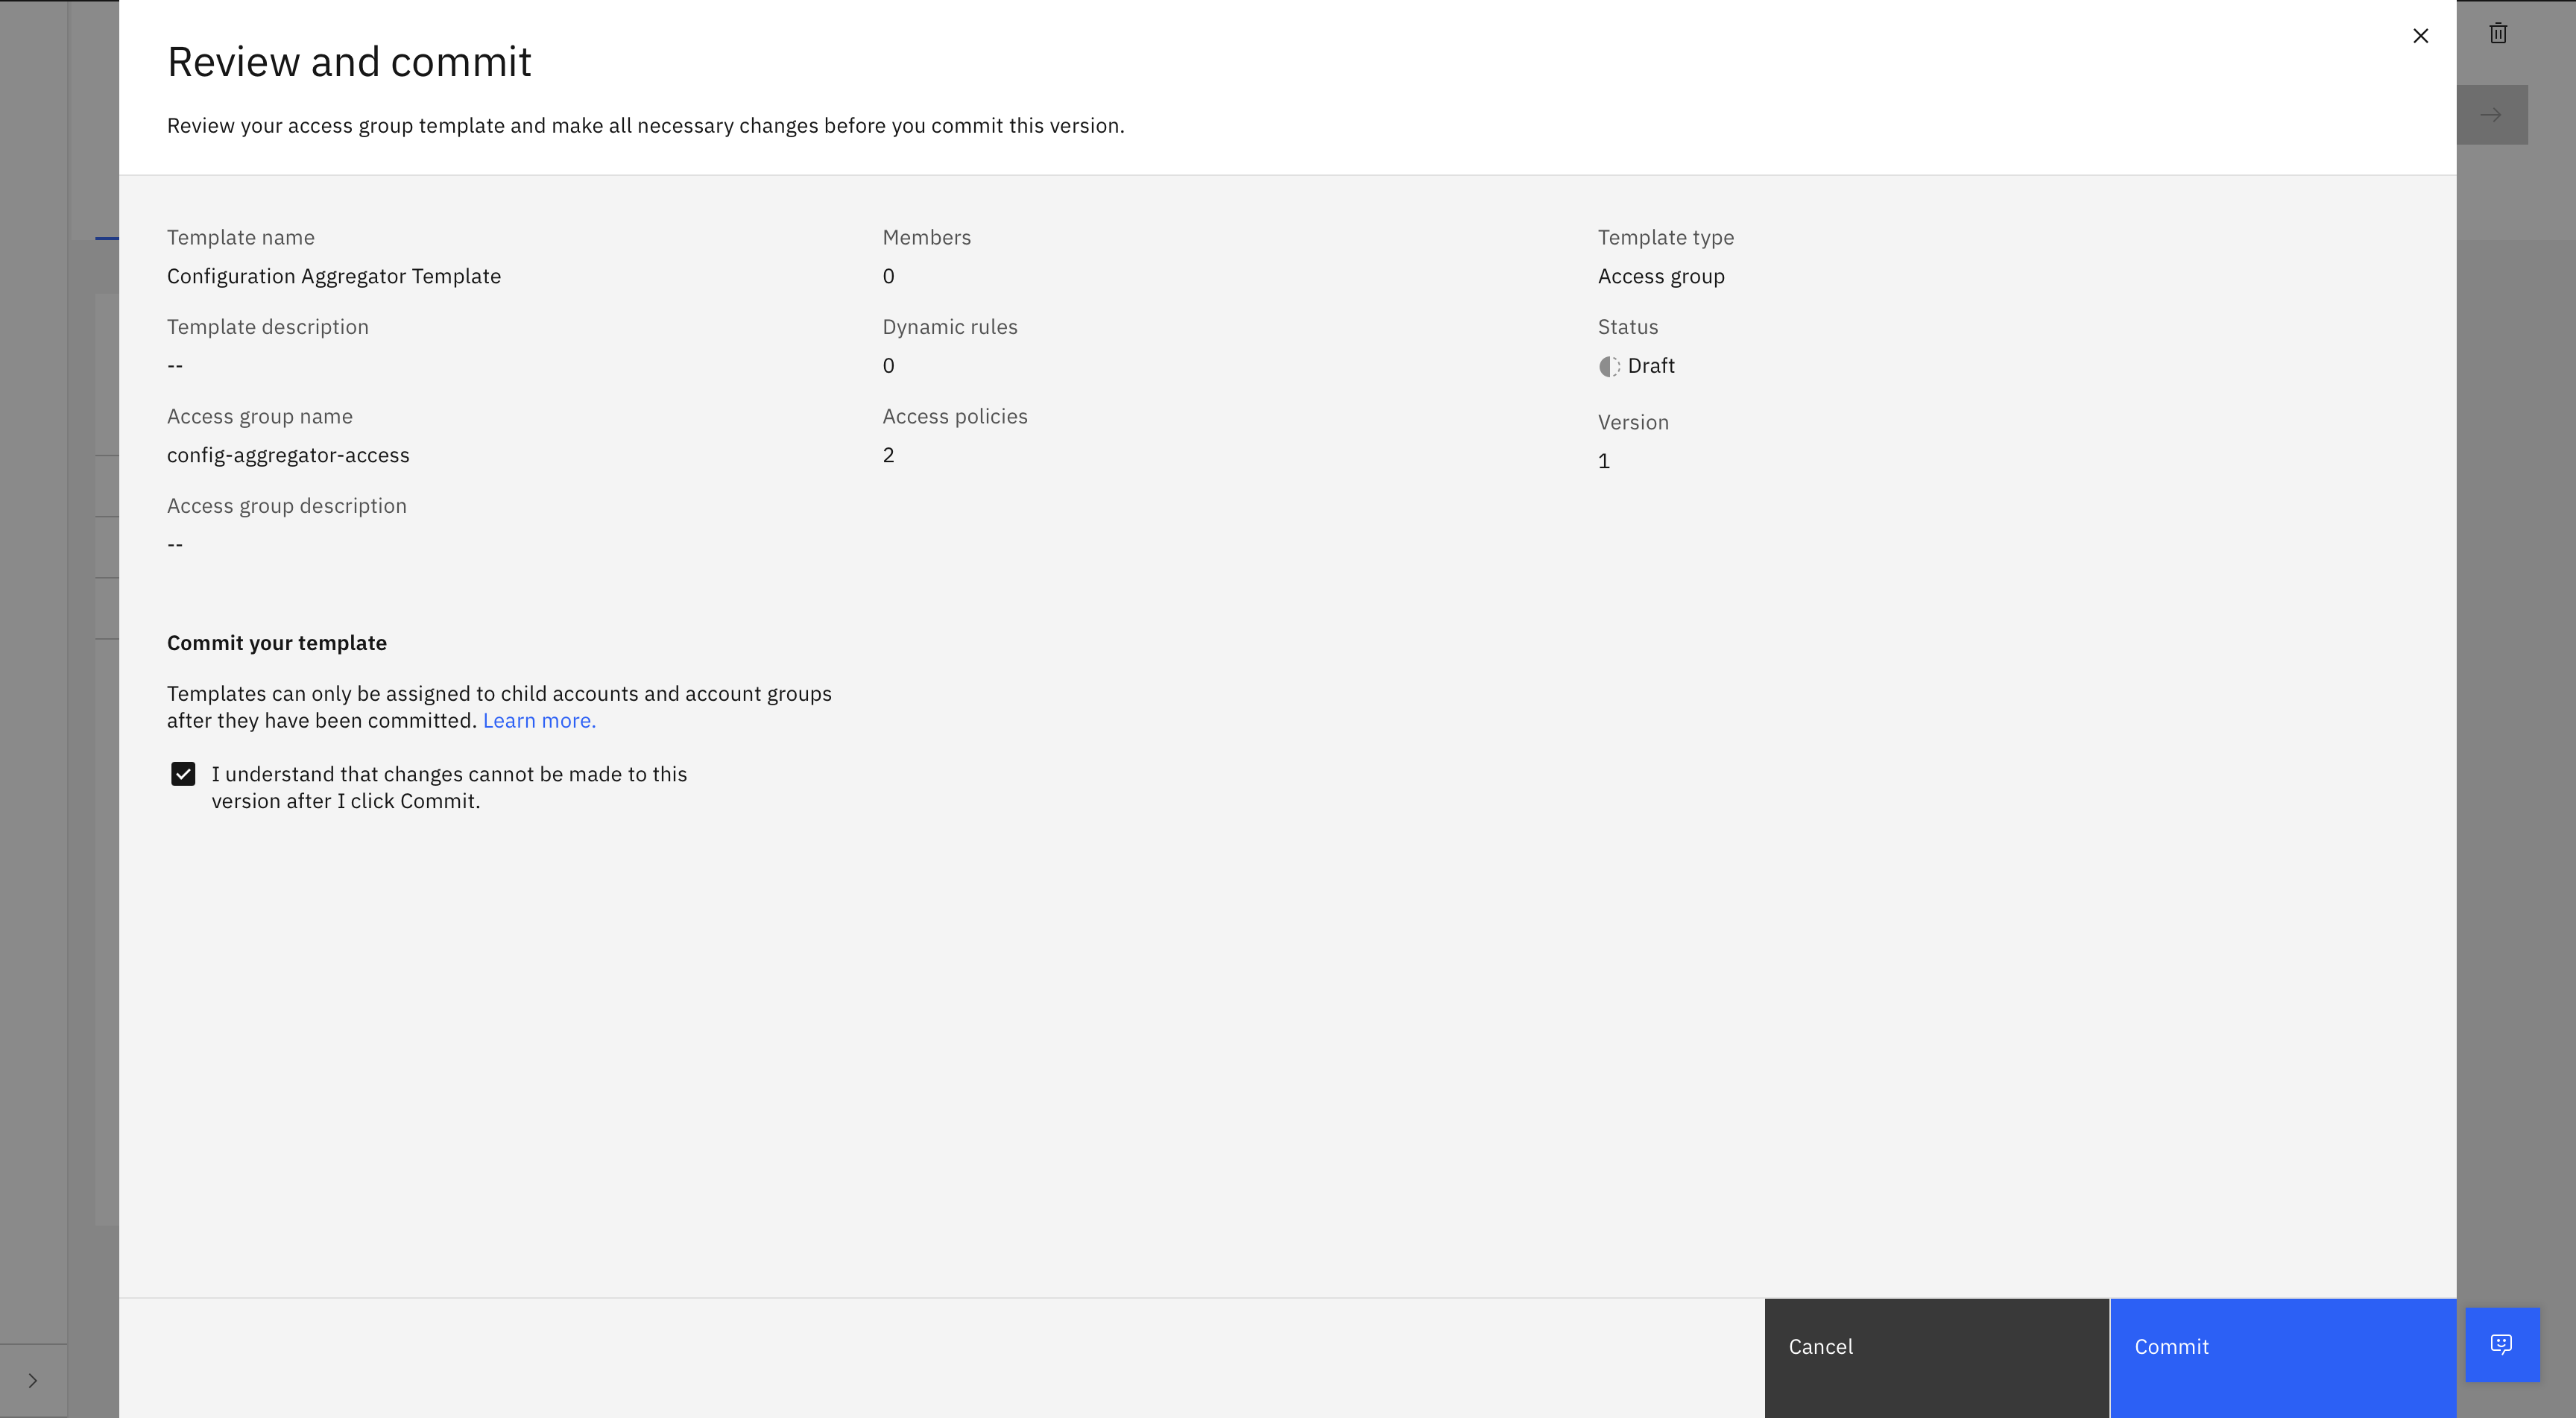 Review and commit
Review your access group template and make all necessary changes before you commit this version.
Template name
Configuration Aggregator Template
Template description
--
Access group name
config-aggregator-access
Access group description
--
Members
0
Dynamic rules
0
Access policies
2
Template type
Access group
Status
Draft
Version
1
Commit your template
Templates can only be assigned to child accounts and account groups
after they have been committed. Learn more.
I understand that changes cannot be made to this
version after I click Commit.
Cancel
Commit